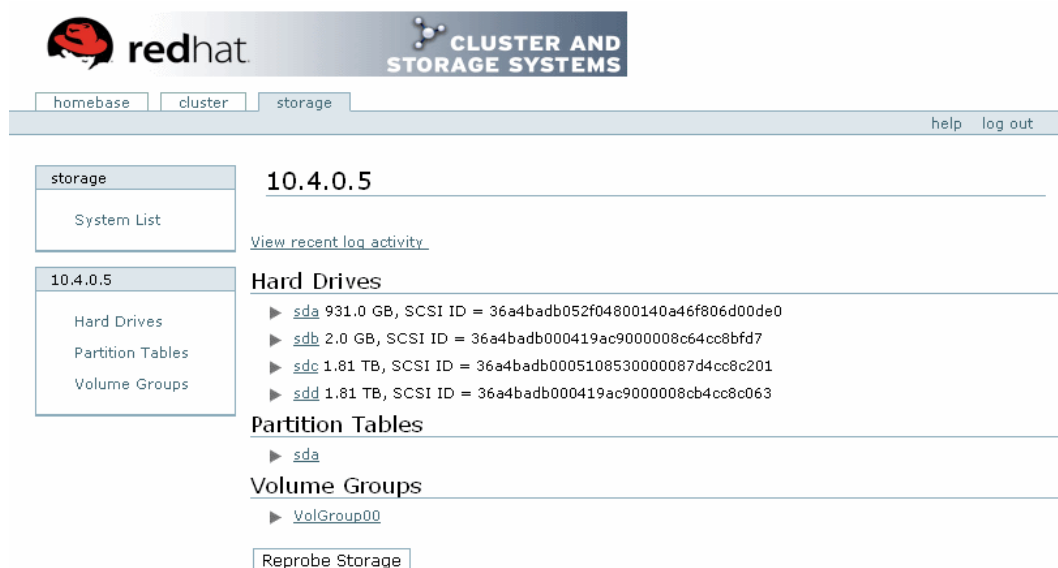 redhat.
CLUSTER AND
STORAGE SYSTEMS
homebase cluster storage
help log out
storage
System List
10.4.0.5
Hard Drives
Partition Tables
Volume Groups
10.4.0.5
View recent log activity
Hard Drives
sda 931.0 GB, SCSI ID = 36a4badb052f04800140a46f806d00de0
sdb 2.0 GB, SCSI ID = 36a4badb000419ac9000008c64cc8bfd7
sdc 1.81 TB, SCSI ID = 36a4badb0005108530000087d4cc8c201
sdd 1.81 TB, SCSI ID = 36a4badb000419ac9000008cb4cc8c063
Partition Tables
sda
Volume Groups
VolGroup00
Reprobe Storage